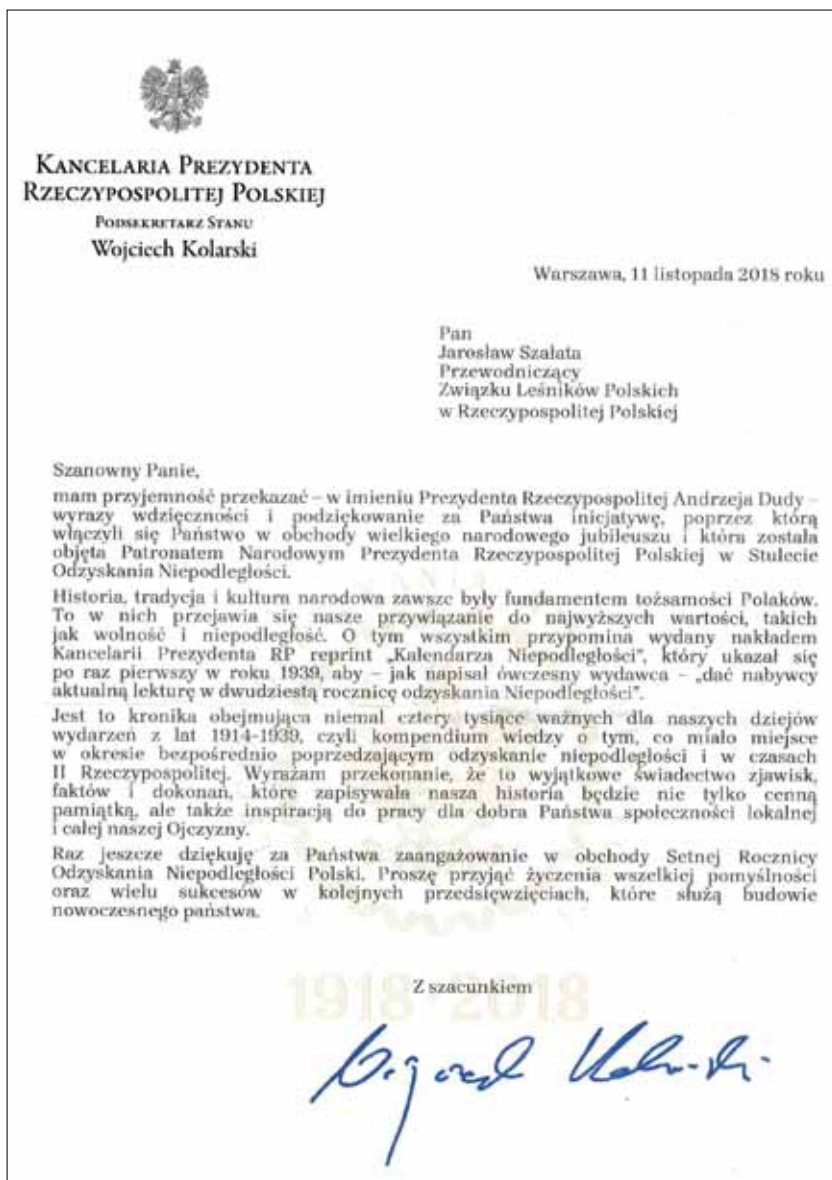 KANCELARIA PREZYDENTA
RZECZYPOSPOLITEJ POLSKIEJ
PODSEKRETARZ STANU
Wojciech Kolarski
Warszawa, 11 listopada 2018 roku
Pan
Jarosław Szałata
Przewodniczący
Związku Leśników Polskich
w Rzeczypospolitej Polskiej
Szanowny Panie,
mam przyjemność przekazać – w imieniu Prezydenta Rzeczypospolitej Andrzeja Dudy –
wyrazy wdzięczności i podziękowanie za Państwa inicjatywę, poprzez którą
włączyli się Państwo w obchody wielkiego narodowego jubileuszu i która została
objęta Patronatem Narodowym Prezydenta Rzeczypospolitej Polskiej w Stulecie
Odzyskania Niepodległości.
Historia, tradycja i kultura narodowa zawsze były fundamentem tożsamości Polaków.
To w nich przejawia się nasze przywiązanie do najwyższych wartości, takich
jak wolność i niepodległość. O tym wszystkim przypomina wydany nakładem
Kancelarii Prezydenta RP reprint „Kalendarza Niepodległości”, który ukazał się
po raz pierwszy w roku 1939, aby – jak napisał ówczesny wydawca – „dać nabywcy
aktualną lekturę w dwudziestą rocznicę odzyskania Niepodległości”.
Jest to kronika obejmująca niemal cztery tysiące ważnych dla naszych dziejów
wydarzeń z lat 1914-1939, czyli kompendium wiedzy o tym, co miało miejsce
w okresie bezpośrednio poprzedzającym odzyskanie niepodległości i w czasach
II Rzeczypospolitej. Wyrażam przekonanie, że to wyjątkowe świadectwo zjawisk,
faktów i dokonań, które zapisywała nasza historia będzie nie tylko cenną
pamiątką, ale także inspiracją do pracy dla dobra Państwa społeczności lokalnej
i całej naszej Ojczyzny.
Raz jeszcze dziękuję za Państwa zaangażowanie w obchody Setnej Rocznicy
Odzyskania Niepodległości Polski. Proszę przyjąć życzenia wszelkiej pomyślności
oraz wielu sukcesów w kolejnych przedsięwzięciach, które służą budowie
nowoczesnego państwa.
Z szacunkiem
1918-2018